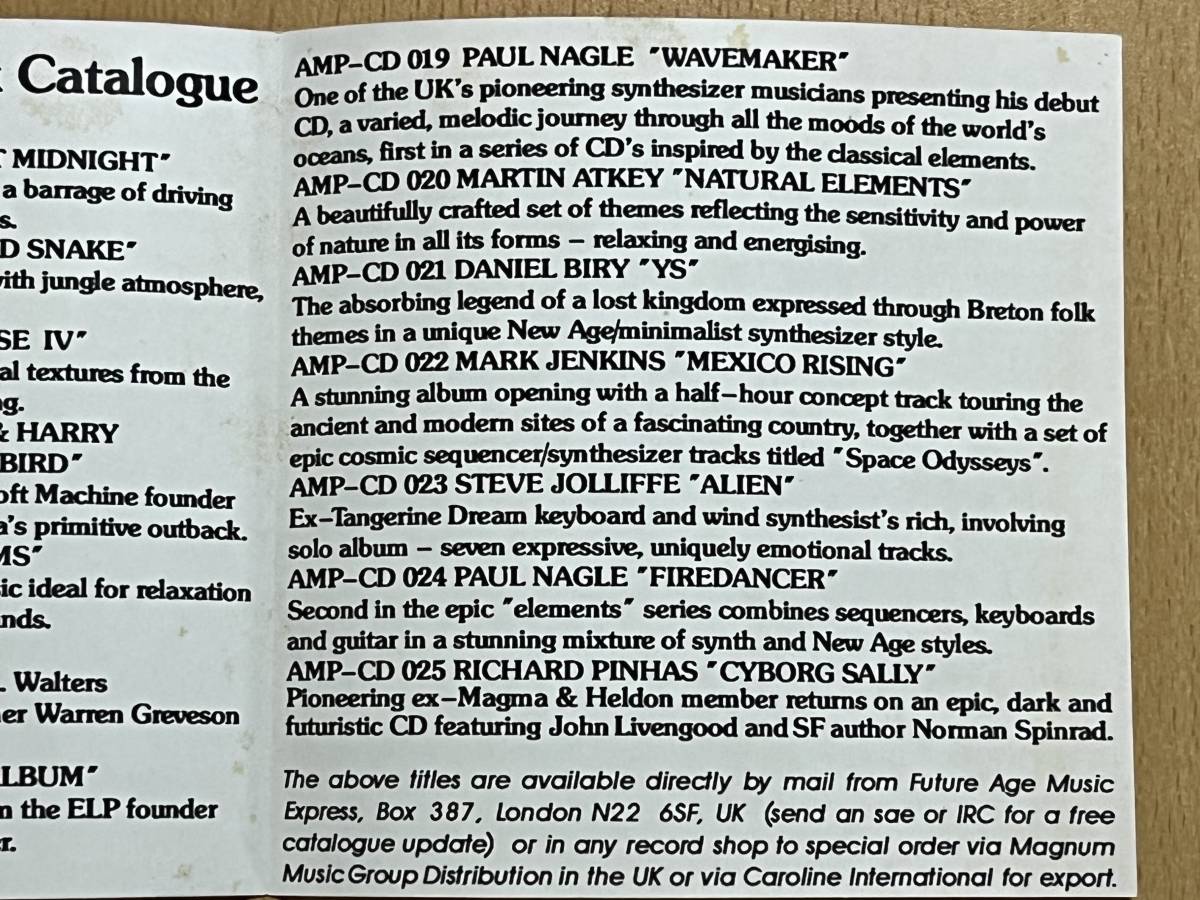 Catalogue
MIDNIGHT"
a barrage of driving
s.
D SNAKE"
ith jungle atmosphere,
SE IV"
al textures from the
g.
& HARRY
BIRD"
oft Machine founder
a's primitive outback.
MS"
ic ideal for relaxation
nds.
. Walters
er Warren Greveson
LBUM"
n the ELP founder
r.
AMP-CD 019 PAUL NAGLE "WAVEMAKER"
One of the UK's pioneering synthesizer musicians presenting his debut
CD, a varied, melodic journey through all the moods of the world's
oceans, first in a series of CD's inspired by the classical elements.
AMP-CD 020 MARTIN ATKEY "NATURAL ELEMENTS"
A beautifully crafted set of themes reflecting the sensitivity and power
of nature in all its forms – relaxing and energising.
AMP-CD 021 DANIEL BIRY "YS"
The absorbing legend of a lost kingdom expressed through Breton folk
themes in a unique New Age/minimalist synthesizer style.
AMP-CD 022 MARK JENKINS "MEXICO RISING"
A stunning album opening with a half-hour concept track touring the
ancient and modern sites of a fascinating country, together with a set of
epic cosmic sequencer/synthesizer tracks titled "Space Odysseys".
AMP-CD 023 STEVE JOLLIFFE "ALIEN"
Ex-Tangerine Dream keyboard and wind synthesist's rich, involving
solo album – seven expressive, uniquely emotional tracks.
AMP-CD 024 PAUL NAGLE "FIREDANCER"
Second in the epic "elements" series combines sequencers, keyboards
and guitar in a stunning mixture of synth and New Age styles.
AMP-CD 025 RICHARD PINHAS "CYBORG SALLY"
Pioneering ex-Magma & Heldon member returns on an epic, dark and
futuristic CD featuring John Livengood and SF author Norman Spinrad.
The above titles are available directly by mail from Future Age Music
Express, Box 387, London N22 6SF, UK (send an sae or IRC for a free
catalogue update) or in any record shop to special order via Magnum
Music Group Distribution in the UK or via Caroline International for export.